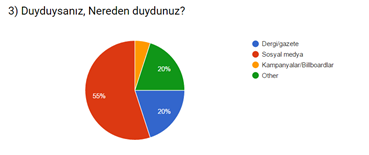 3) Duyduysanız, Nereden duydunuz?
Dergi/gazete
Sosyal medya
Kampanyalar/Billboardlar
Other
20%
55%
20%